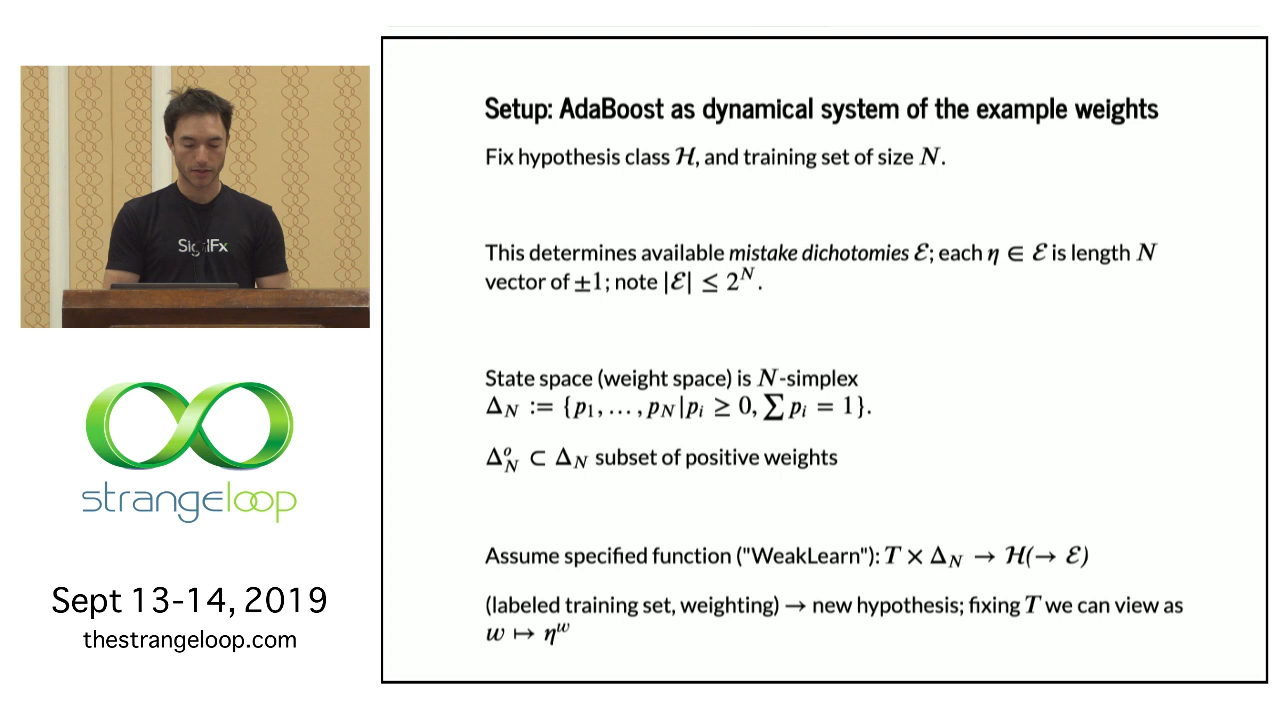 Setup: AdaBoost as dynamical system of the example weights
Fix hypothesis class ℋ, and training set of size N.
This determines available mistake dichotomies ℰ; each η ∈ ℰ is length N
vector of ±1; note |ℰ| ≤ 2^N.
State space (weight space) is N-simplex
Δ_N := {p_1, …, p_N | p_i ≥ 0, ∑ p_i = 1}.
Δ^o_N ⊂ Δ_N subset of positive weights
Assume specified function ("WeakLearn"): T × Δ_N → ℋ(→ ℰ)
(labeled training set, weighting) → new hypothesis; fixing T we can view as
w ↦ η^w
strangeloop
Sept 13-14, 2019
thestrangeloop.com